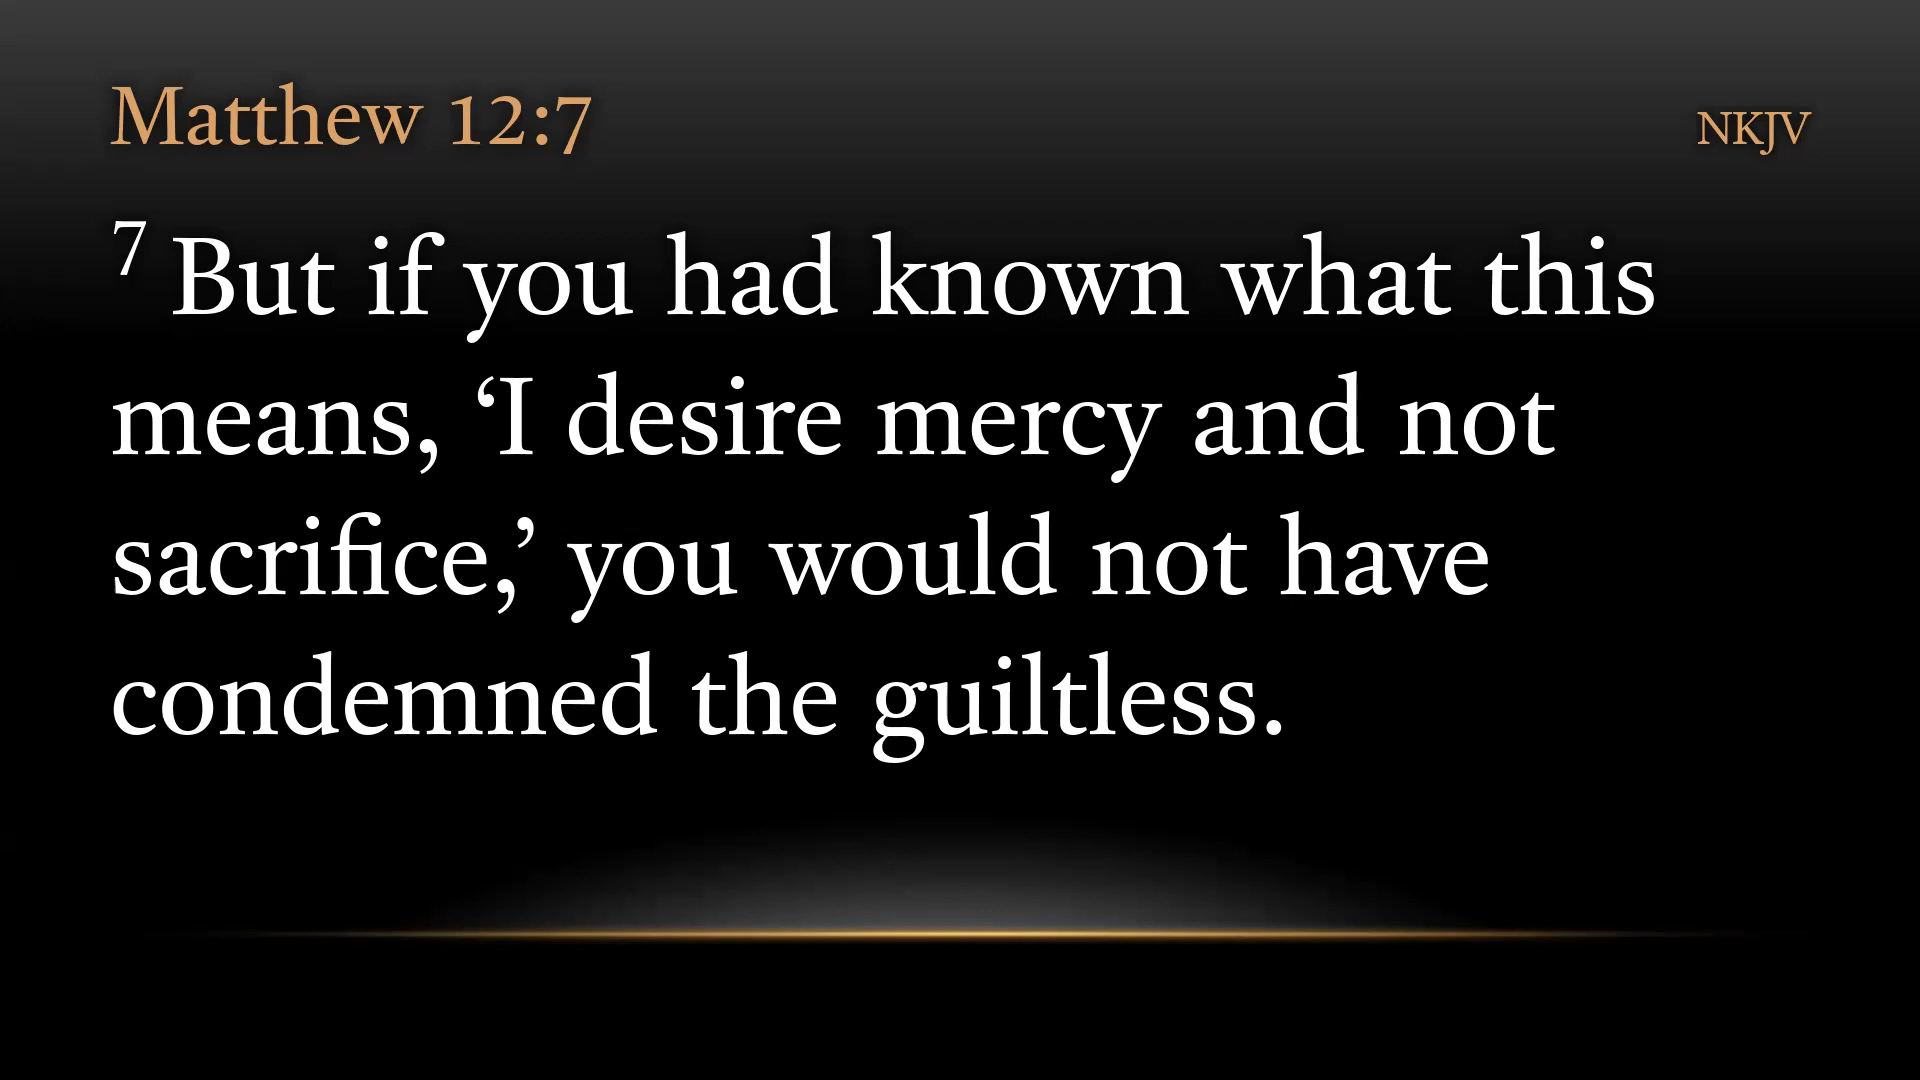 Matthew 12:7
NKJV
7 But if you had known what this
means, ‘I desire mercy and not
sacrifice,’ you would not have
condemned the guiltless.